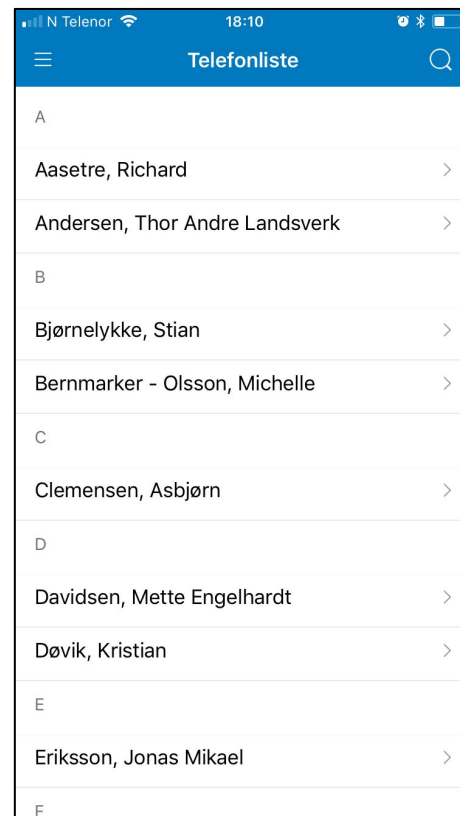 N Telenor 18:10
Telefonliste
A
Aasetre, Richard
Andersen, Thor Andre Landsverk
B
Bjørnelykke, Stian
Bernmarker - Olsson, Michelle
C
Clemensen, Asbjørn
D
Davidsen, Mette Engelhardt
Døvik, Kristian
E
Eriksson, Jonas Mikael
F